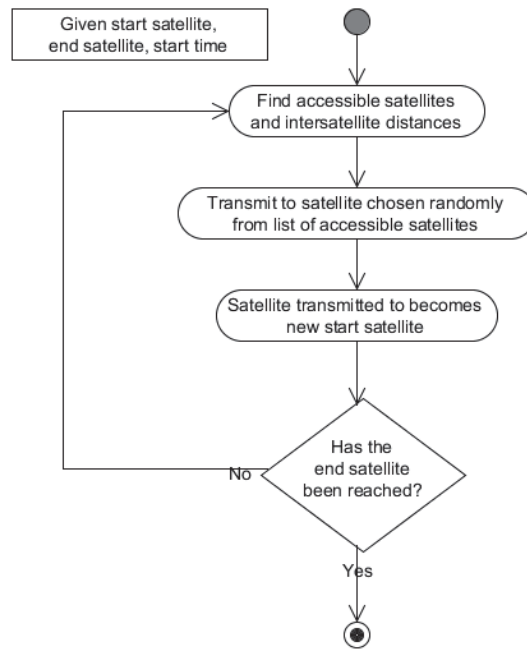 Given start satellite,
end satellite, start time
Find accessible satellites
and intersatellite distances
Transmit to satellite chosen randomly
from list of accessible satellites
Satellite transmitted to becomes
new start satellite
Has the
end satellite
been reached?
No
Yes